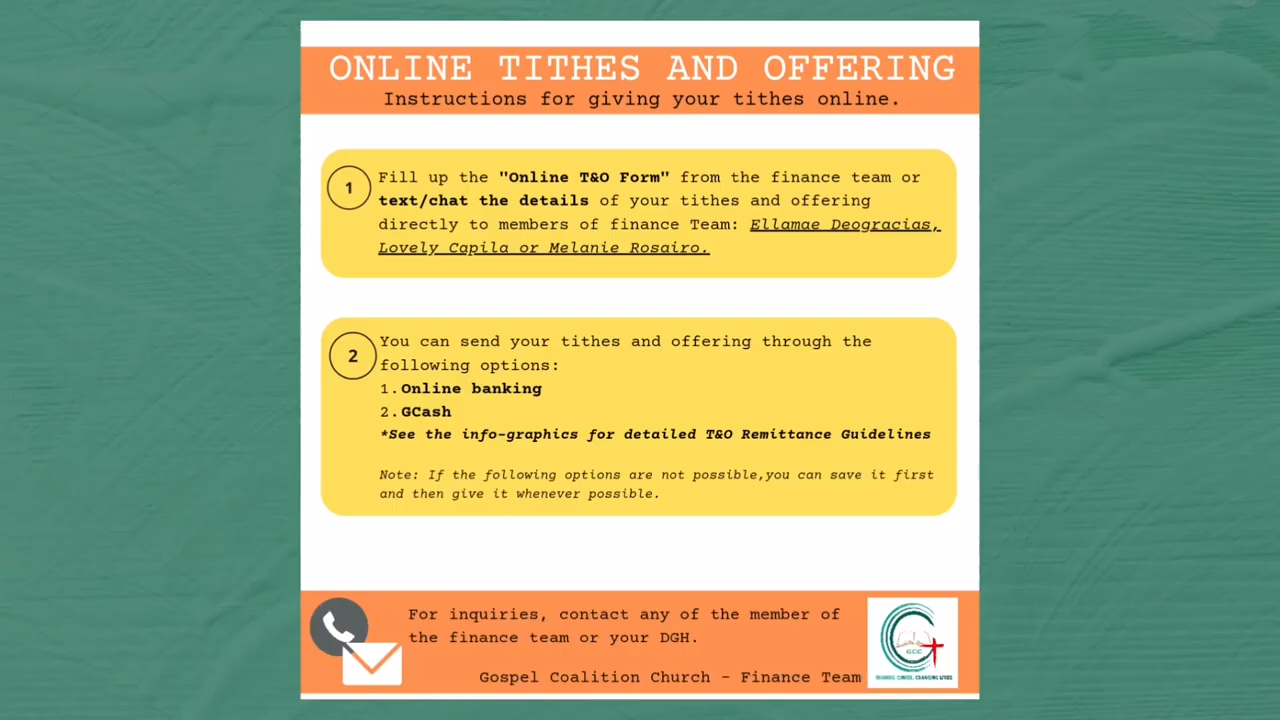 ONLINE TITHES AND OFFERING
Instructions for giving your tithes online.
1
Fill up the "Online T&O Form" from the finance team or
text/chat the details of your tithes and offering
directly to members of finance Team: Ellamae Deogracias,
Lovely Capila or Melanie Rosairo.
2
You can send your tithes and offering through the
following options:
1. Online banking
2. GCash
*See the info-graphics for detailed T&O Remittance Guidelines
Note: If the following options are not possible,you can save it first
and then give it whenever possible.
For inquiries, contact any of the member of
the finance team or your DGH.
Gospel Coalition Church - Finance Team
GCC